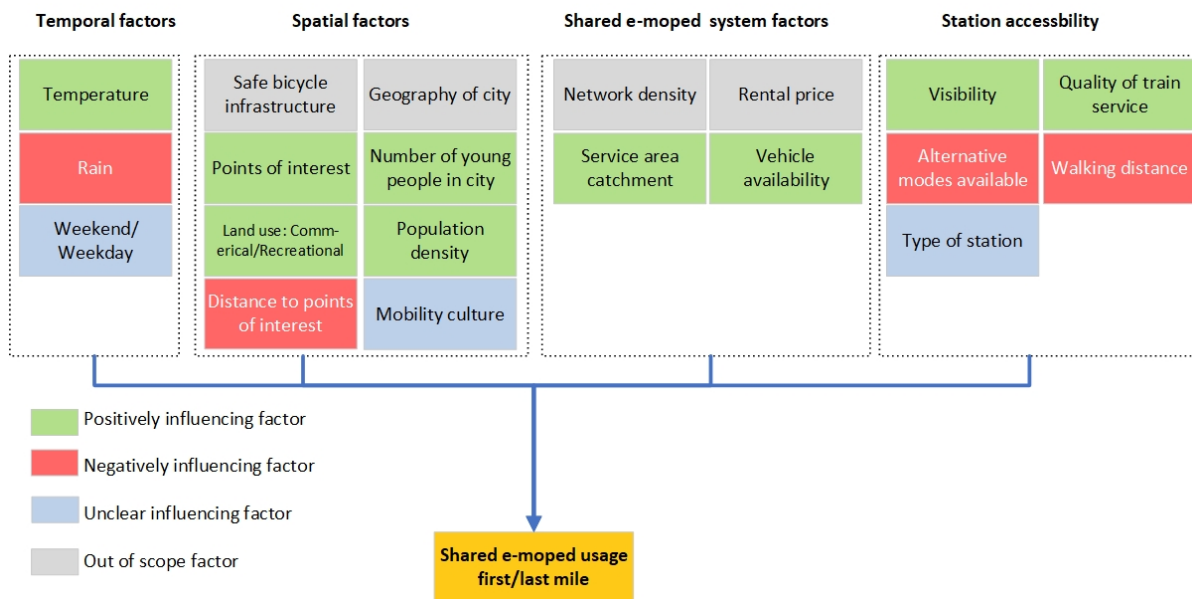 Temporal factors
Spatial factors
Shared e-moped system factors
Station accessbility
Temperature
Rain
Weekend/
Weekday
Safe bicycle
infrastructure
Geography of city
Points of interest
Number of young
people in city
Land use: Comm-
erical/Recreational
Population
density
Distance to points
of interest
Mobility culture
Network density
Rental price
Service area
catchment
Vehicle
availability
Visibility
Quality of train
service
Alternative
modes available
Walking distance
Type of station
Positively influencing factor
Negatively influencing factor
Unclear influencing factor
Out of scope factor
Shared e-moped usage
first/last mile